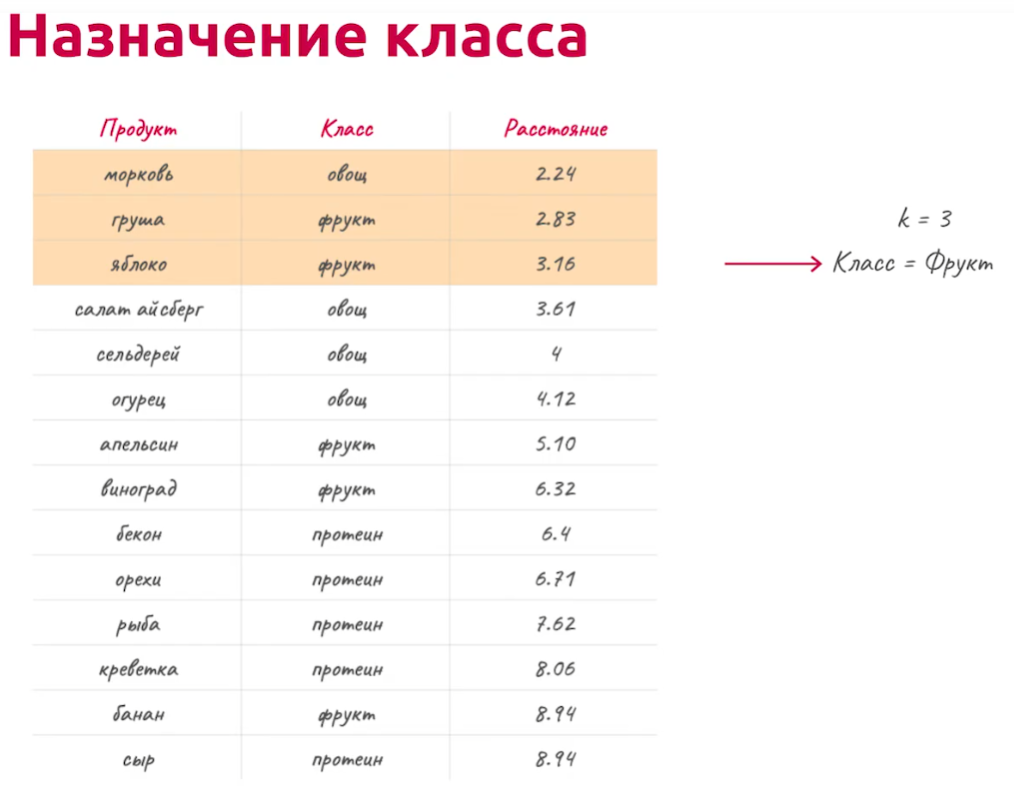 Назначение класса
Продукт Класс Расстояние
морковь овощ 2.24
груша фрукт 2.83
яблоко фрукт 3.16
салат айсберг овощ 3.61
сельдерей овощ 4
огурец овощ 4.12
апельсин фрукт 5.10
виноград фрукт 6.32
бекон протеин 6.4
орехи протеин 6.71
рыба протеин 7.62
креветка протеин 8.06
банан фрукт 8.94
сыр протеин 8.94
k = 3
Класс = Фрукт